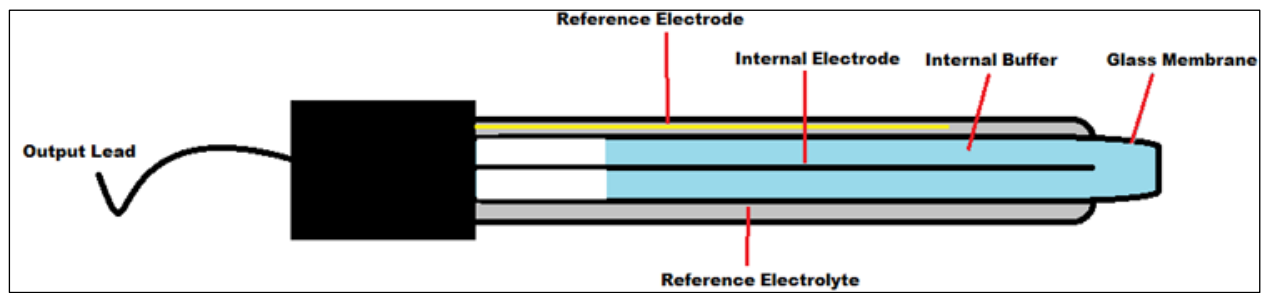 Reference Electrode
Internal Electrode
Internal Buffer
Glass Membrane
Output Lead
Reference Electrolyte